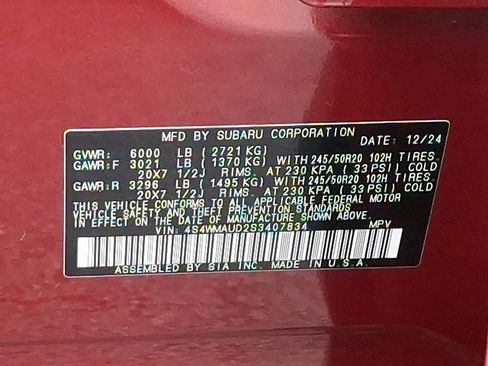 MFD BY SUBARU CORPORATION DATE: 12/24
GVWR: 6000 LB ( 2721 KG)
GAWR:F 3021 LB ( 1370 KG) WITH 245/50R20 102H TIRES.
20X7 1/2J RIMS. AT 230 KPA ( 33 PSI) COLD
GAWR:R 3296 LB ( 1495 KG) WITH 245/50R20 102H TIRES.
20X7 1/2J RIMS. AT 230 KPA ( 33 PSI) COLD
THIS VEHICLE CONFORMS TO ALL APPLICABLE FEDERAL MOTOR
VEHICLE SAFETY, BUMPER, AND THEFT PREVENTION STANDARDS
IN EFFECT ON THE DATE OF MANUFACTURE SHOWN ABOVE.
VIN: 4S4WMAUD2S3407834 MPV
ASSEMBLED BY SIA INC. MADE IN U.S.A.